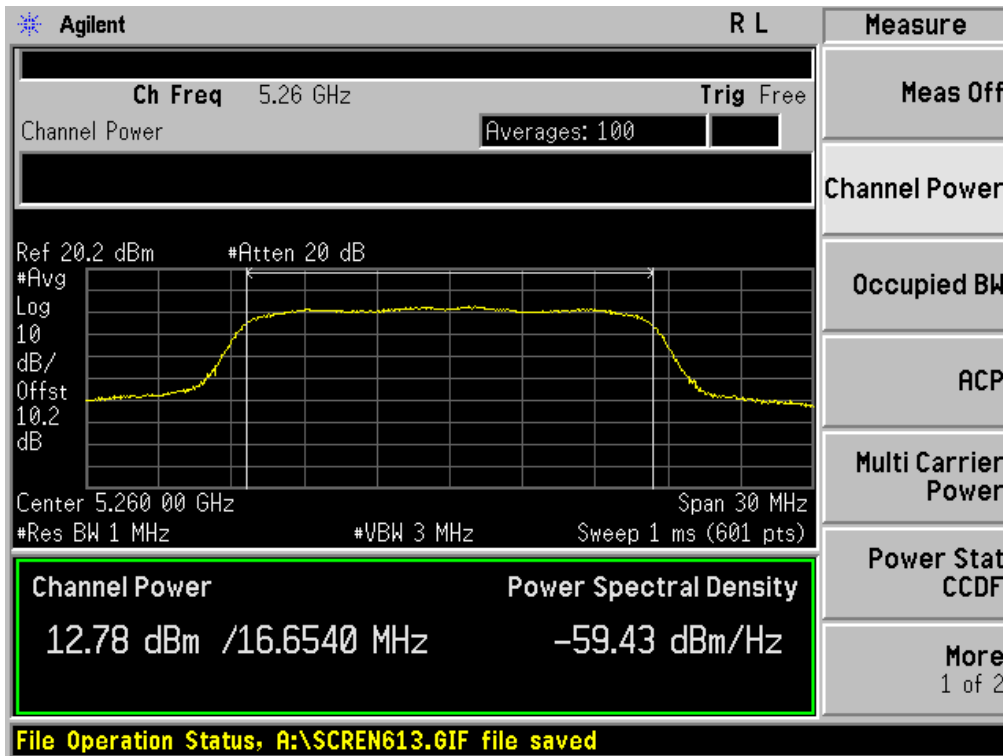 Agilent R L Measure
Ch Freq 5.26 GHz Trig Free
Meas Off
Channel Power Averages: 100
Channel Power
Ref 20.2 dBm #Atten 20 dB
#Avg
Log
10
dB/
Offst
10.2
dB
Occupied BW
ACP
Multi Carrier
Power
Center 5.260 00 GHz Span 30 MHz
#Res BW 1 MHz #VBW 3 MHz Sweep 1 ms (601 pts)
Power Stat
CCDF
Channel Power Power Spectral Density
12.78 dBm /16.6540 MHz -59.43 dBm/Hz
More
1 of 2
File Operation Status, A:\SCREN613.GIF file saved